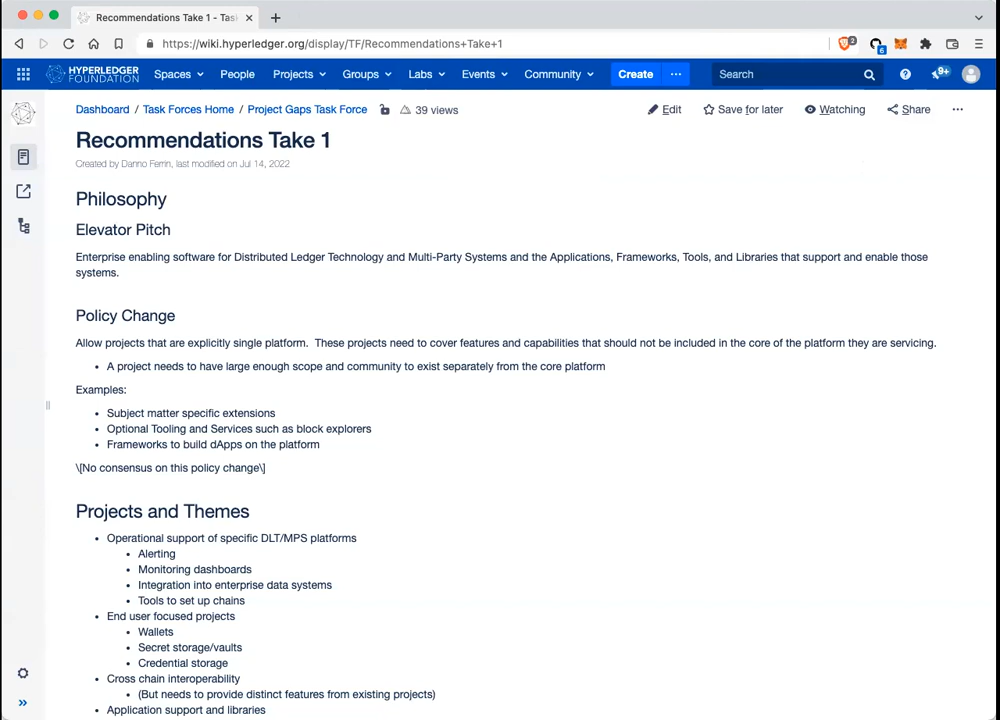 Recommendations Take 1 - Tas
https://wiki.hyperledger.org/display/TF/Recommendations+Take+1
2
6
HYPERLEDGER
FOUNDATION
Spaces People Projects Groups Labs Events Community Create ··· Search 9+
Dashboard / Task Forces Home / Project Gaps Task Force 39 views Edit Save for later Watching Share ···
Recommendations Take 1
Created by Danno Ferrin, last modified on Jul 14, 2022
Philosophy
Elevator Pitch
Enterprise enabling software for Distributed Ledger Technology and Multi-Party Systems and the Applications, Frameworks, Tools, and Libraries that support and enable those
systems.
Policy Change
Allow projects that are explicitly single platform. These projects need to cover features and capabilities that should not be included in the core of the platform they are servicing.
• A project needs to have large enough scope and community to exist separately from the core platform
Examples:
• Subject matter specific extensions
• Optional Tooling and Services such as block explorers
• Frameworks to build dApps on the platform
\[No consensus on this policy change\]
Projects and Themes
• Operational support of specific DLT/MPS platforms
• Alerting
• Monitoring dashboards
• Integration into enterprise data systems
• Tools to set up chains
• End user focused projects
• Wallets
• Secret storage/vaults
• Credential storage
• Cross chain interoperability
• (But needs to provide distinct features from existing projects)
• Application support and libraries